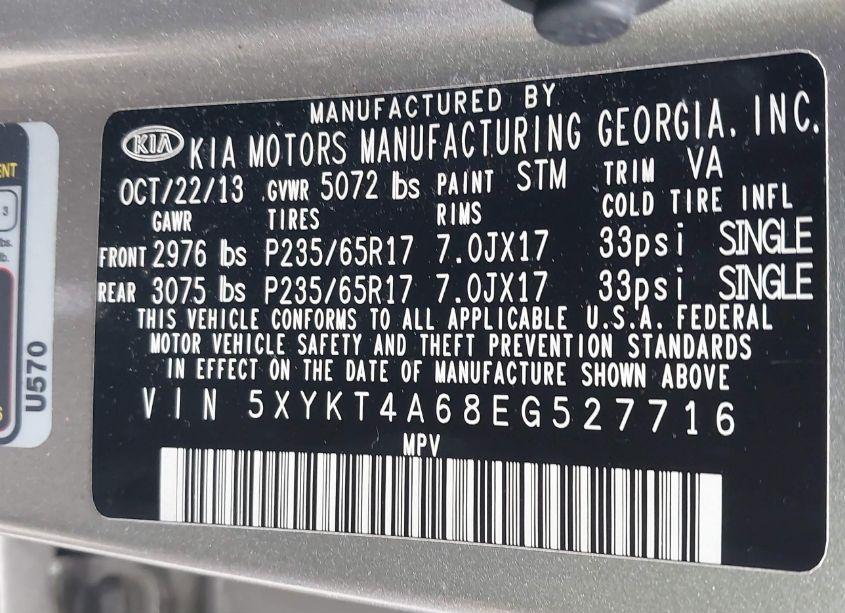 MANUFACTURED BY
KIA KIA MOTORS MANUFACTURING GEORGIA, INC.
OCT/22/13 GVWR 5072 lbs PAINT STM TRIM VA
GAWR TIRES RIMS COLD TIRE INFL
FRONT 2976 lbs P235/65R17 7.0JX17 33psi SINGLE
REAR 3075 lbs P235/65R17 7.0JX17 33psi SINGLE
THIS VEHICLE CONFORMS TO ALL APPLICABLE U.S.A. FEDERAL
MOTOR VEHICLE SAFETY AND THEFT PREVENTION STANDARDS
IN EFFECT ON THE DATE OF MANUFACTURE SHOWN ABOVE
VIN 5XYKT4A68EG527716
MPV
U570
3